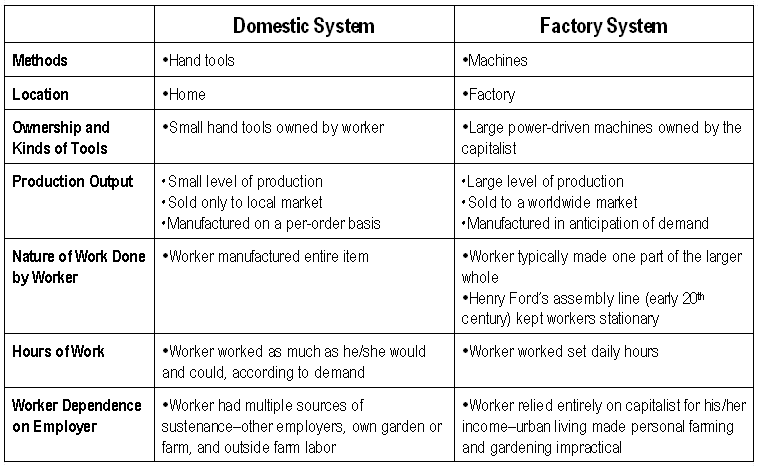 Domestic System
Factory System
Methods
•Hand tools
•Machines
Location
•Home
•Factory
Ownership and
Kinds of Tools
•Small hand tools owned by worker
•Large power-driven machines owned by the
capitalist
Production Output
•Small level of production
•Sold only to local market
•Manufactured on a per-order basis
•Large level of production
•Sold to a worldwide market
•Manufactured in anticipation of demand
Nature of Work Done
by Worker
•Worker manufactured entire item
•Worker typically made one part of the larger
whole
•Henry Ford's assembly line (early 20th
century) kept workers stationary
Hours of Work
•Worker worked as much as he/she would
and could, according to demand
•Worker worked set daily hours
Worker Dependence
on Employer
•Worker had multiple sources of
sustenance–other employers, own garden or
farm, and outside farm labor
•Worker relied entirely on capitalist for his/her
income–urban living made personal farming
and gardening impractical